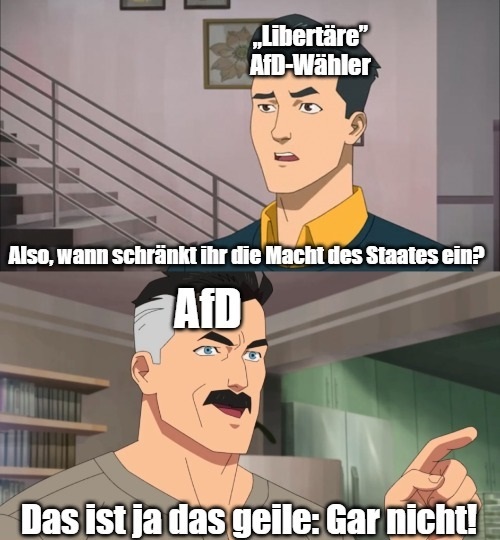 „Libertäre”
AfD-Wähler
Also, wann schränkt ihr die Macht des Staates ein?
AfD
Das ist ja das geile: Gar nicht!